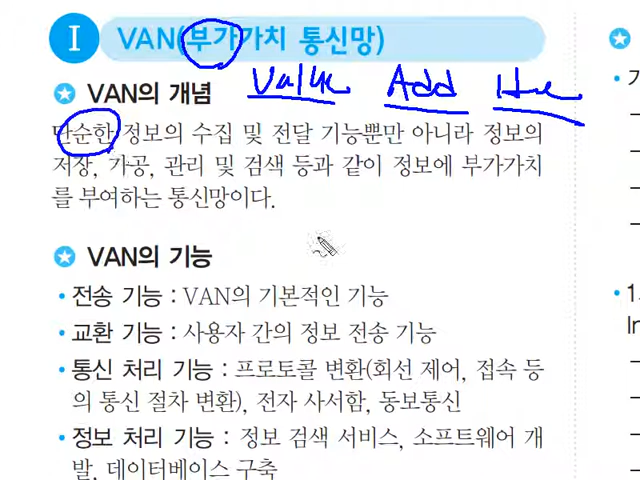 I VAN(부가가치 통신망)
VAN의 개념 Value Add
단순한 정보의 수집 및 전달 기능뿐만 아니라 정보의
저장, 가공, 관리 및 검색 등과 같이 정보에 부가가치
를 부여하는 통신망이다.
VAN의 기능
• 전송 기능 : VAN의 기본적인 기능
• 교환 기능 : 사용자 간의 정보 전송 기능
• 통신 처리 기능 : 프로토콜 변환(회선 제어, 접속 등
의 통신 절차 변환), 전자 사서함, 동보통신
• 정보 처리 기능 : 정보 검색 서비스, 소프트웨어 개
발, 데이터베이스 구축